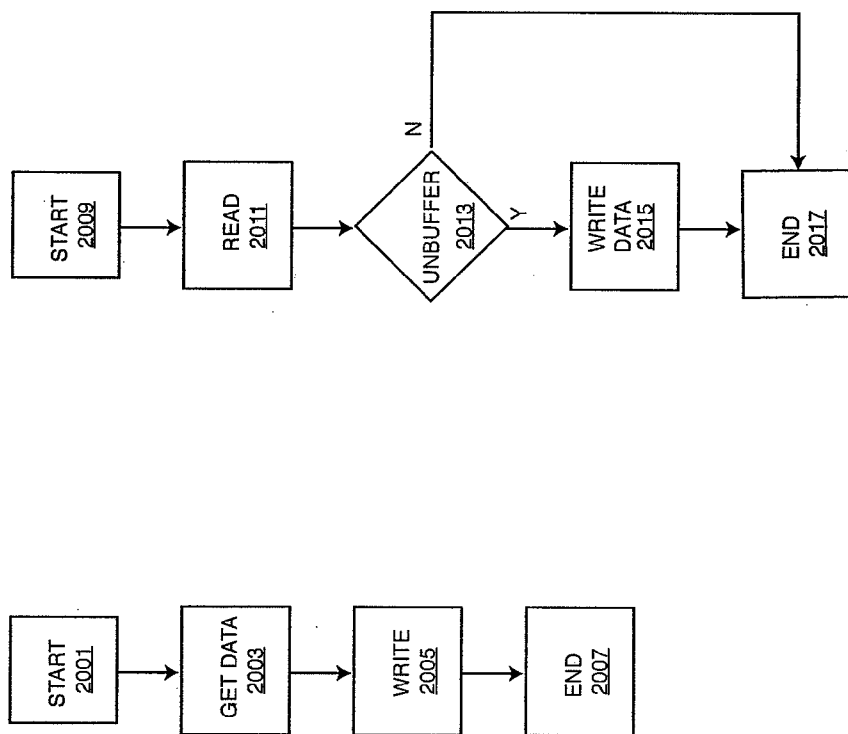 START
2001
GET DATA
2003
WRITE
2005
END
2007
START
2009
READ
2011
UNBUFFER
2013
N
Y
WRITE
DATA
2015
END
2017